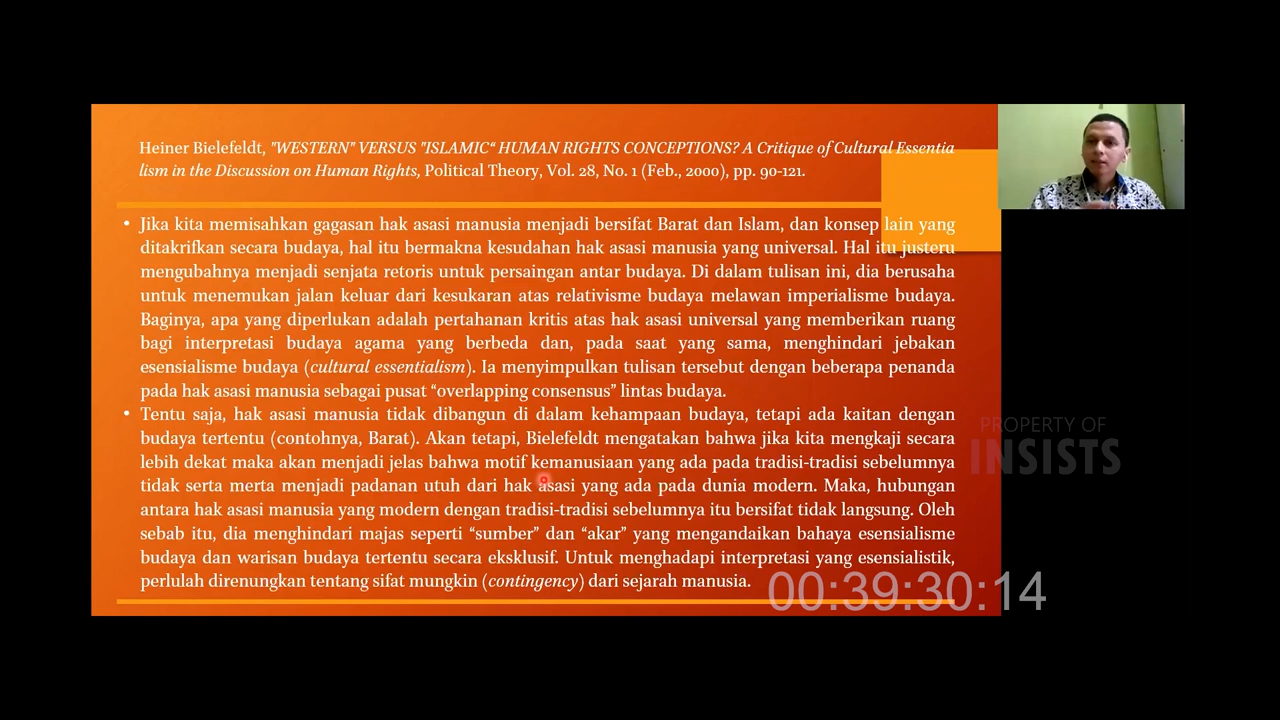 Heiner Bielefeldt, "WESTERN" VERSUS "ISLAMIC“ HUMAN RIGHTS CONCEPTIONS? A Critique of Cultural Essentia
lism in the Discussion on Human Rights, Political Theory, Vol. 28, No. 1 (Feb., 2000), pp. 90-121.
• Jika kita memisahkan gagasan hak asasi manusia menjadi bersifat Barat dan Islam, dan konsep lain yang
ditakrifkan secara budaya, hal itu bermakna kesudahan hak asasi manusia yang universal. Hal itu justeru
mengubahnya menjadi senjata retoris untuk persaingan antar budaya. Di dalam tulisan ini, dia berusaha
untuk menemukan jalan keluar dari kesukaran atas relativisme budaya melawan imperialisme budaya.
Baginya, apa yang diperlukan adalah pertahanan kritis atas hak asasi universal yang memberikan ruang
bagi interpretasi budaya agama yang berbeda dan, pada saat yang sama, menghindari jebakan
esensialisme budaya (cultural essentialism). Ia menyimpulkan tulisan tersebut dengan beberapa penanda
pada hak asasi manusia sebagai pusat “overlapping consensus” lintas budaya.
• Tentu saja, hak asasi manusia tidak dibangun di dalam kehampaan budaya, tetapi ada kaitan dengan
budaya tertentu (contohnya, Barat). Akan tetapi, Bielefeldt mengatakan bahwa jika kita mengkaji secara
lebih dekat maka akan menjadi jelas bahwa motif kemanusiaan yang ada pada tradisi-tradisi sebelumnya
tidak serta merta menjadi padanan utuh dari hak asasi yang ada pada dunia modern. Maka, hubungan
antara hak asasi manusia yang modern dengan tradisi-tradisi sebelumnya itu bersifat tidak langsung. Oleh
sebab itu, dia menghindari majas seperti “sumber” dan “akar” yang mengandaikan bahaya esensialisme
budaya dan warisan budaya tertentu secara eksklusif. Untuk menghadapi interpretasi yang esensialistik,
perlulah direnungkan tentang sifat mungkin (contingency) dari sejarah manusia.
PROPERTY OF
INSISTS
00:39:30:14